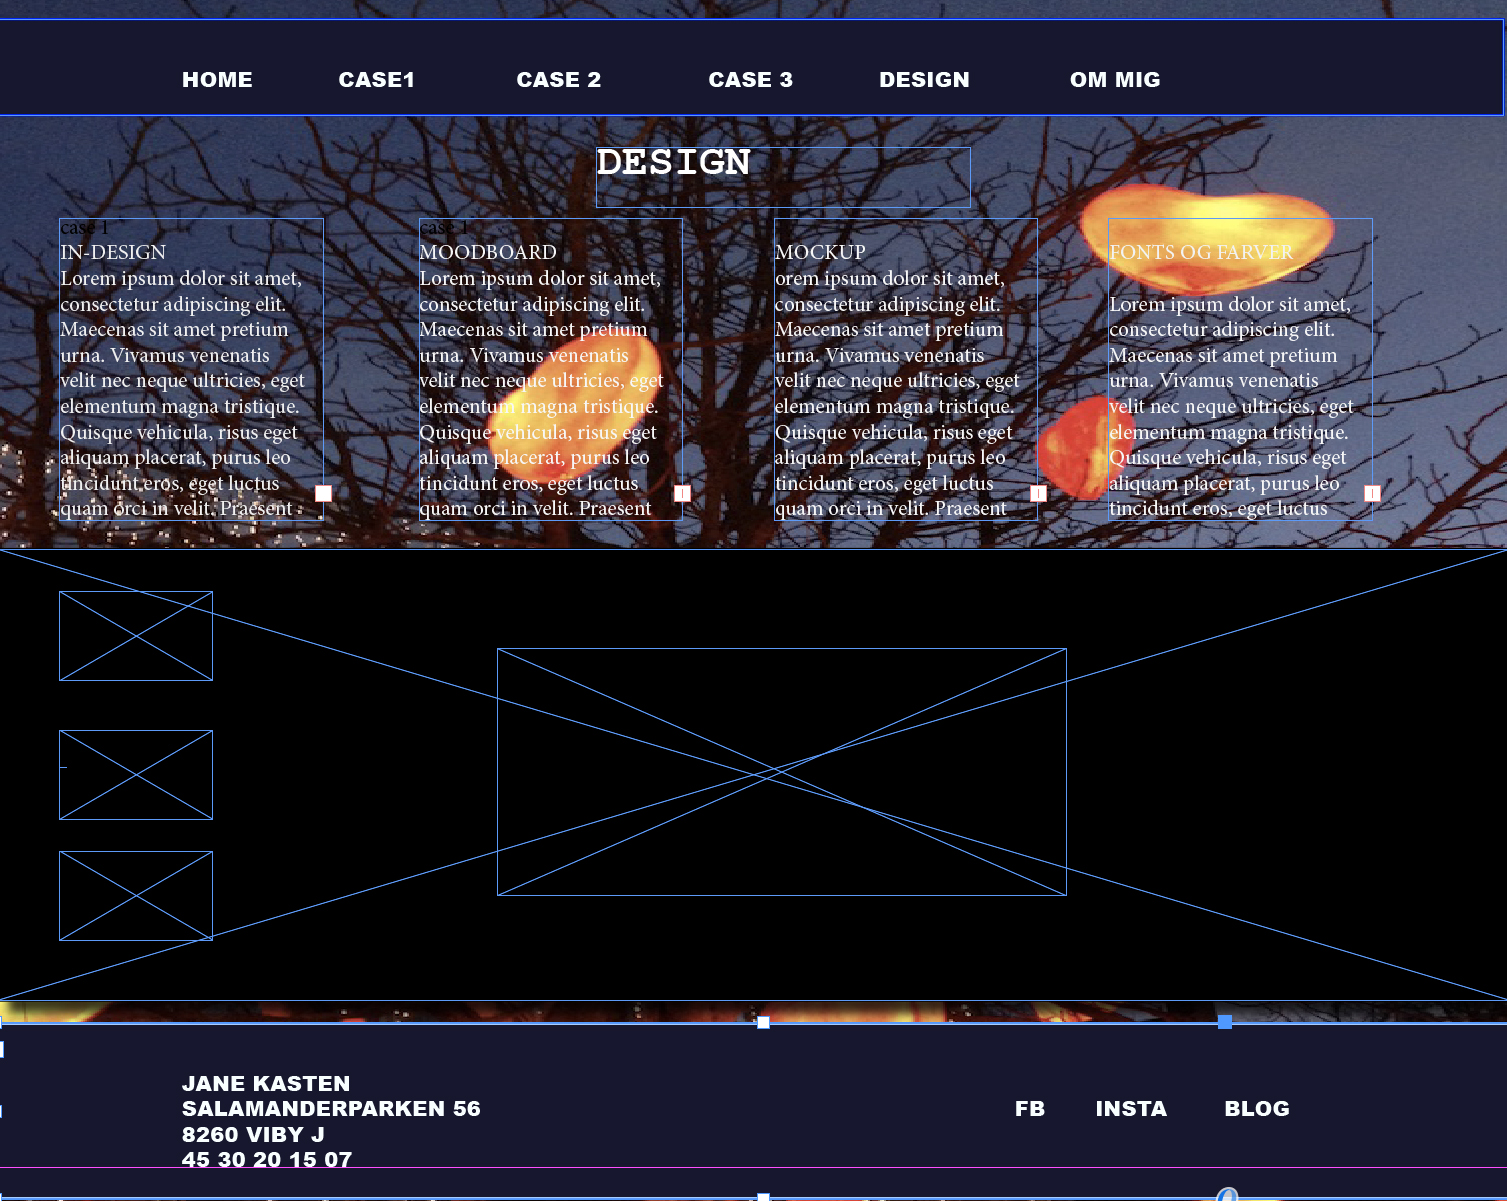 HOME CASE1 CASE 2 CASE 3 DESIGN OM MIG
DESIGN
case 1
IN-DESIGN
Lorem ipsum dolor sit amet,
consectetur adipiscing elit.
Maecenas sit amet pretium
urna. Vivamus venenatis
velit nec neque ultricies, eget
elementum magna tristique.
Quisque vehicula, risus eget
aliquam placerat, purus leo
tincidunt eros, eget luctus
quam orci in velit. Praesent
case 1
MOODBOARD
Lorem ipsum dolor sit amet,
consectetur adipiscing elit.
Maecenas sit amet pretium
urna. Vivamus venenatis
velit nec neque ultricies, eget
elementum magna tristique.
Quisque vehicula, risus eget
aliquam placerat, purus leo
tincidunt eros, eget luctus
quam orci in velit. Praesent
MOCKUP
orem ipsum dolor sit amet,
consectetur adipiscing elit.
Maecenas sit amet pretium
urna. Vivamus venenatis
velit nec neque ultricies, eget
elementum magna tristique.
Quisque vehicula, risus eget
aliquam placerat, purus leo
tincidunt eros, eget luctus
quam orci in velit. Praesent
FONTS OG FARVER
Lorem ipsum dolor sit amet,
consectetur adipiscing elit.
Maecenas sit amet pretium
urna. Vivamus venenatis
velit nec neque ultricies, eget
elementum magna tristique.
Quisque vehicula, risus eget
aliquam placerat, purus leo
tincidunt eros, eget luctus
JANE KASTEN
SALAMANDERPARKEN 56
8260 VIBY J
45 30 20 15 07
FB INSTA BLOG